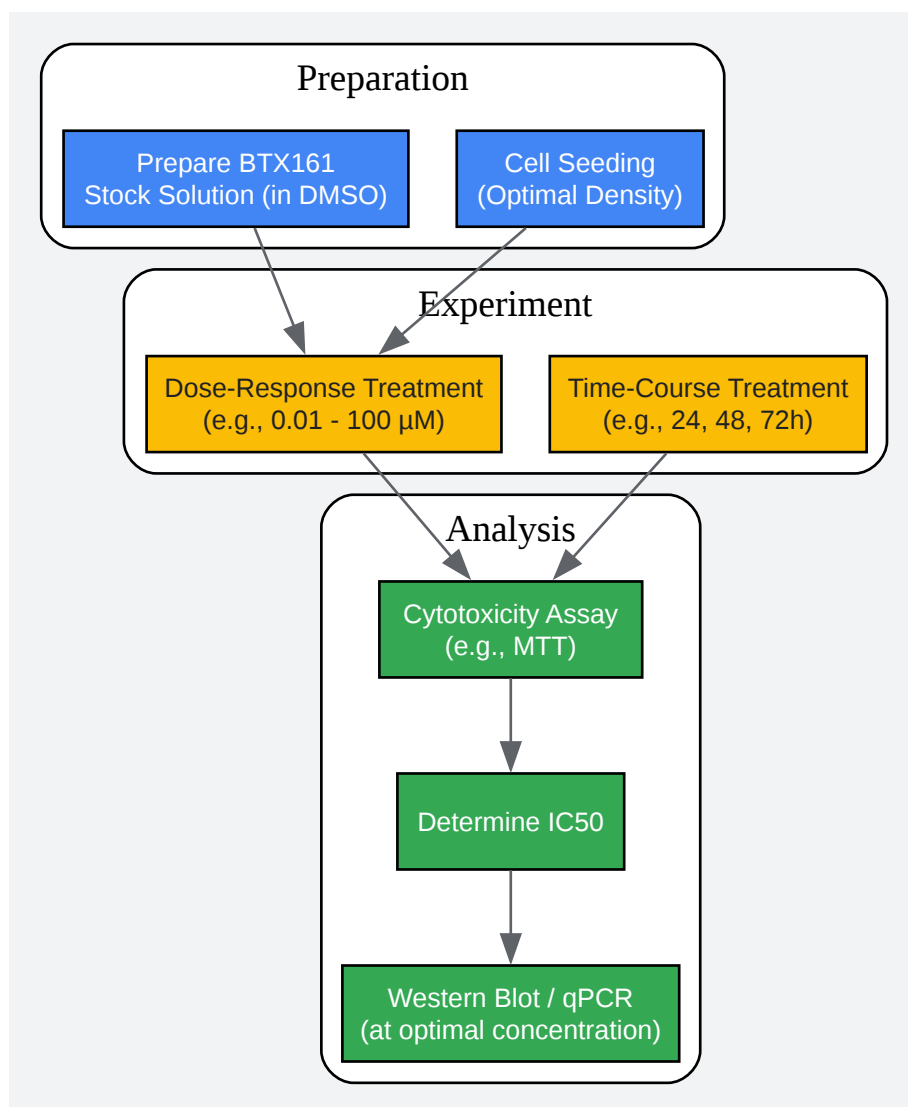 Preparation
Prepare BTX161
Stock Solution (in DMSO)
Cell Seeding
(Optimal Density)
Experiment
Dose-Response Treatment
(e.g., 0.01 - 100 µM)
Time-Course Treatment
(e.g., 24, 48, 72h)
Analysis
Cytotoxicity Assay
(e.g., MTT)
Determine IC50
Western Blot / qPCR
(at optimal concentration)